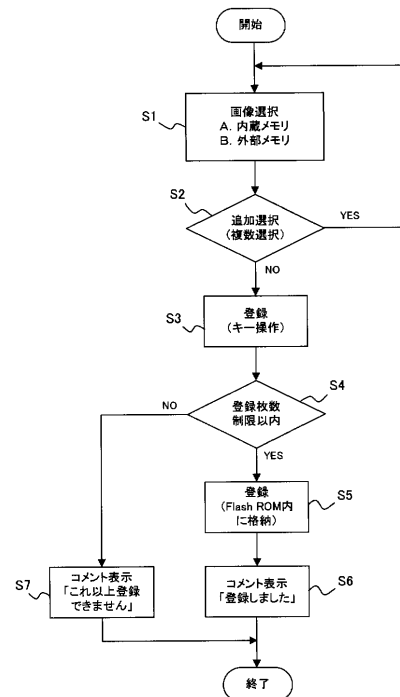 開始
S1
画像選択
A. 内蔵メモリ
B. 外部メモリ
S2
追加選択
(複数選択)
YES
NO
S3
登録
(キー操作)
S4
登録枚数
制限以内
NO
YES
登録
(Flash ROM内
に格納)
S5
S7
コメント表示
「これ以上登録
できません」
コメント表示
「登録しました」
S6
終了